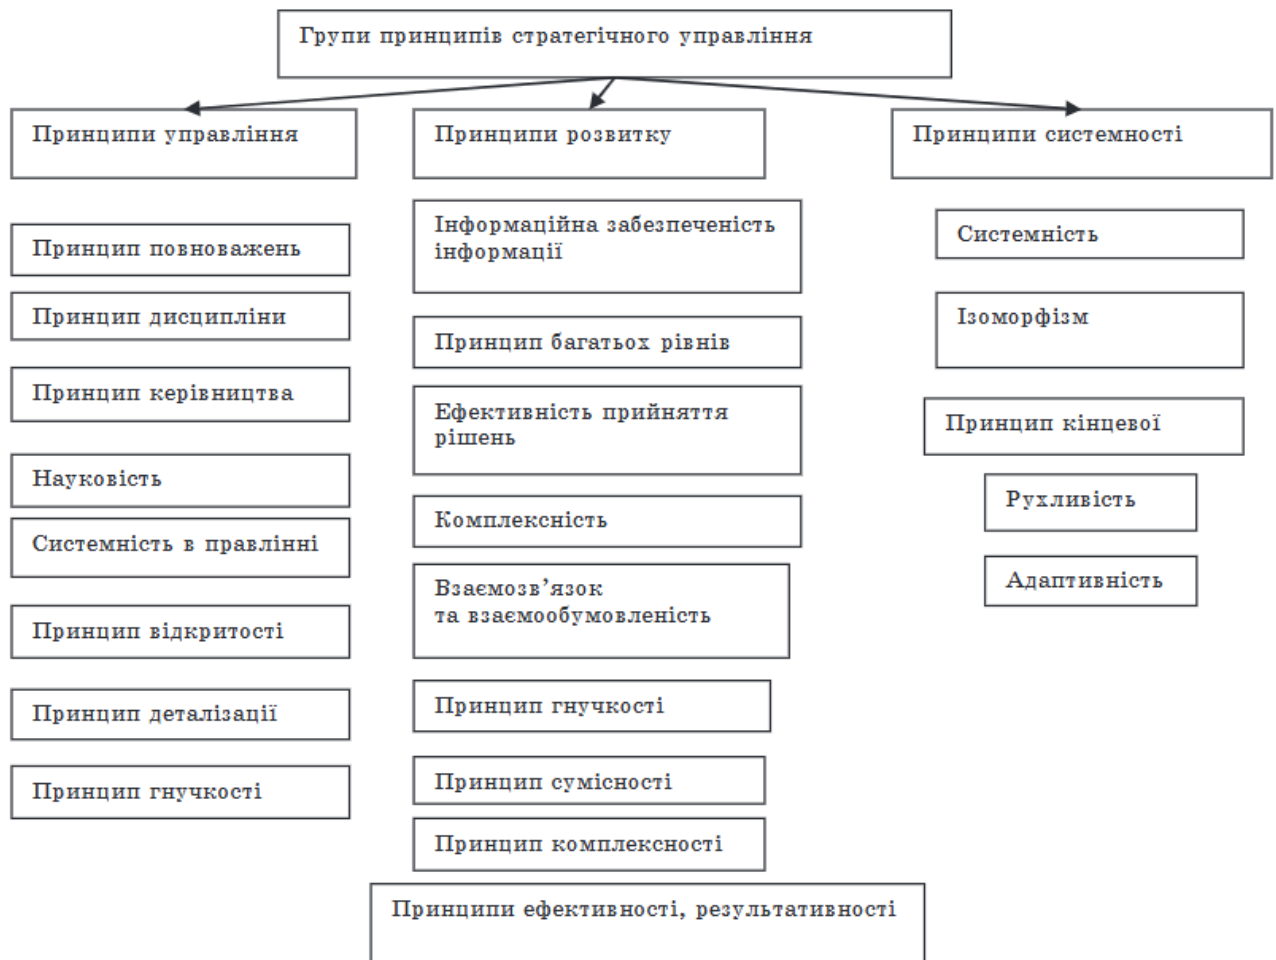 Групи принципів стратегічного управління
Принципи управління
Принцип повноважень
Принцип дисципліни
Принцип керівництва
Науковість
Системність в правлінні
Принцип відкритості
Принцип деталізації
Принцип гнучкості
Принципи розвитку
Інформаційна забезпеченість
інформації
Принцип багатьох рівнів
Ефективність прийняття
рішень
Комплексність
Взаємозв’язок
та взаємообумовленість
Принцип гнучкості
Принцип сумісності
Принцип комплексності
Принципи ефективності, результативності
Принципи системності
Системність
Ізоморфізм
Принцип кінцевої
Рухливість
Адаптивність